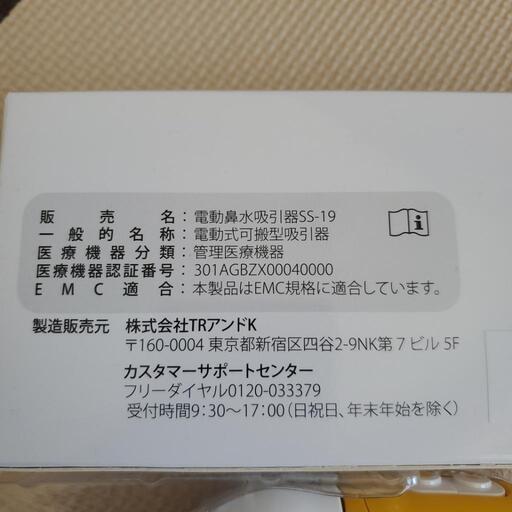 販売名：電動鼻水吸引器SS-19
一般的名称：電動式可搬型吸引器
医療機器分類：管理医療機器
医療機器認証番号：301AGBZX00040000
EMC適合：本製品はEMC規格に適合しています。
製造販売元 株式会社TRアンドK
〒160-0004 東京都新宿区四谷2-9NK第7ビル5F
カスタマーサポートセンター
フリーダイヤル0120-033379
受付時間9:30～17:00（日祝日、年末年始を除く）